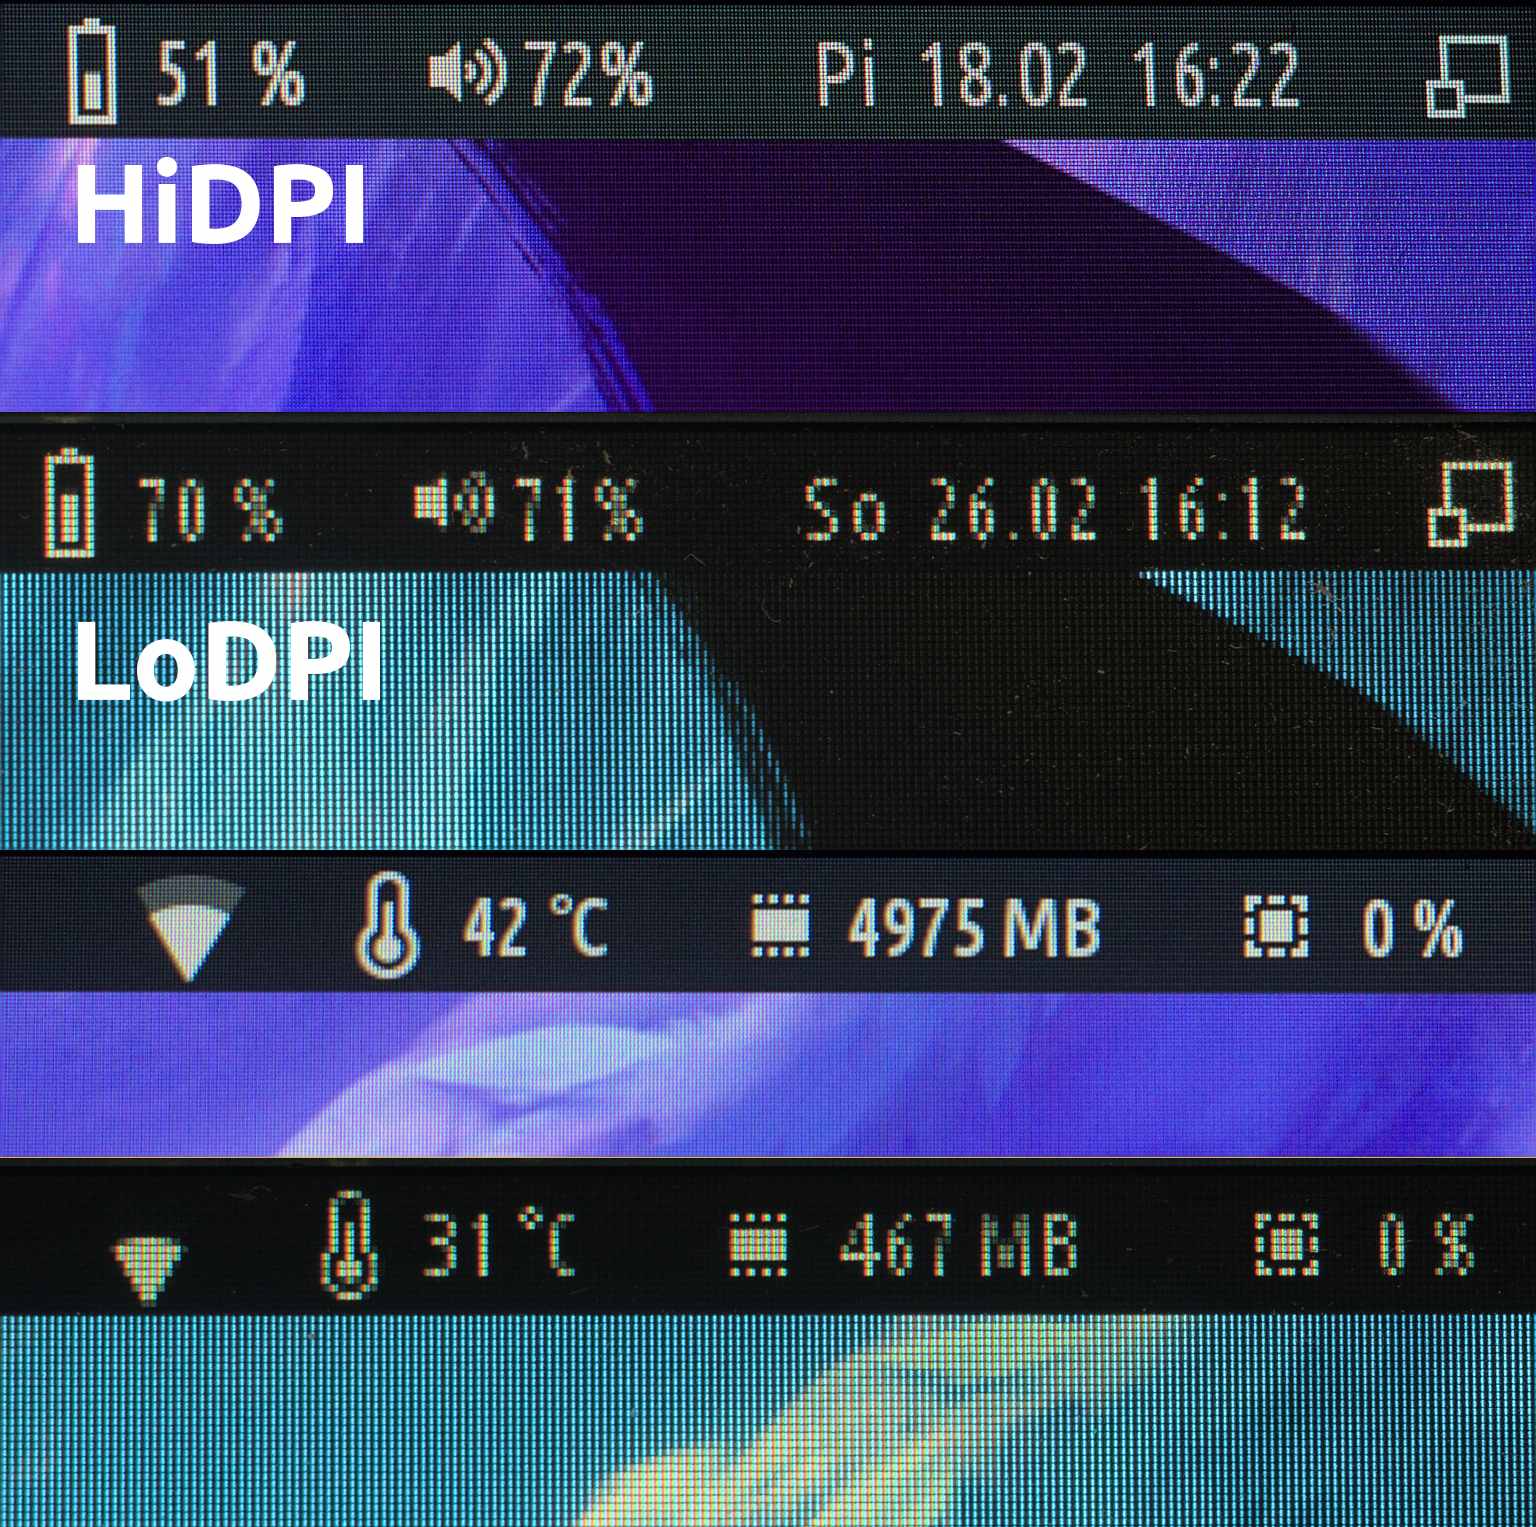 51 % 72% Pi 18.02 16:22
HiDPI
70 % 71% So 26.02 16:12
LoDPI
42 °C 4975 MB 0 %
31 °C 467 MB 0 %